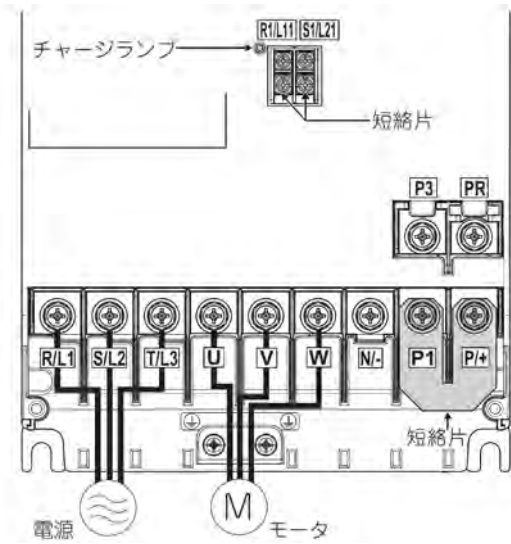 R1/L11 S1/L21
チャージランプ
短絡片
P3 PR
R/L1 S/L2 T/L3 U V W N/- P1 P/+
短絡片
電源 M モータ